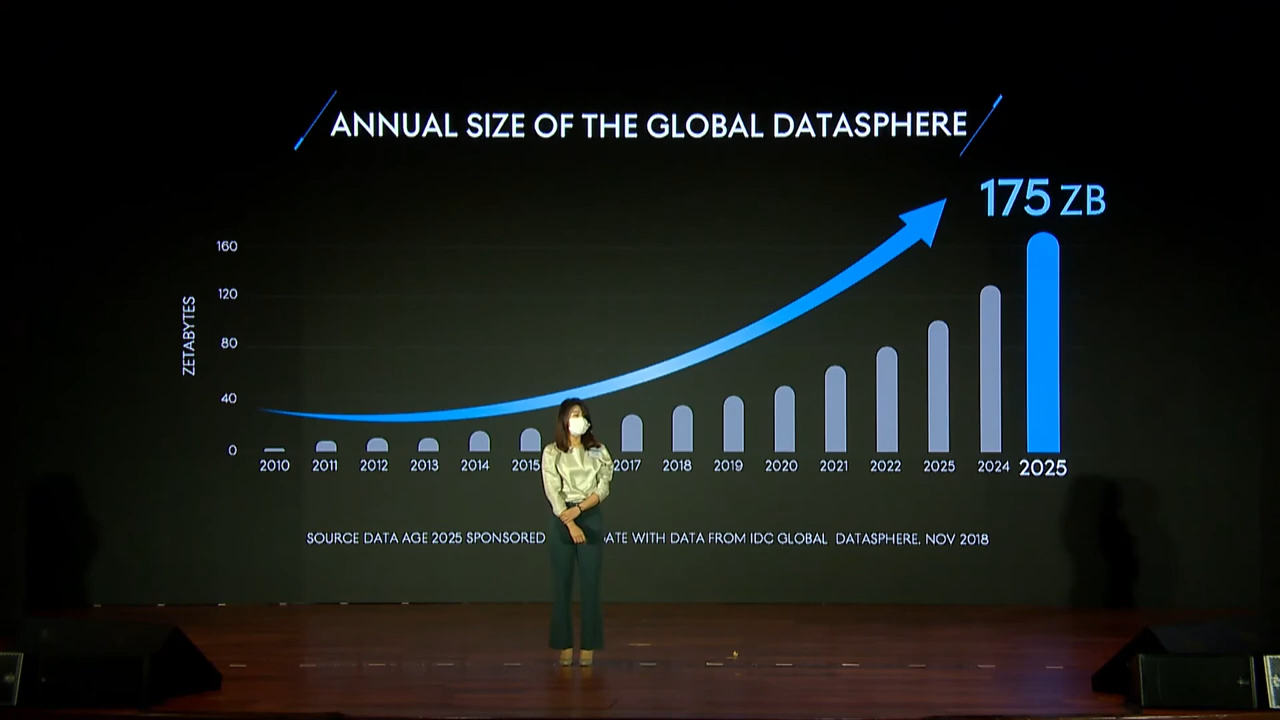 ANNUAL SIZE OF THE GLOBAL DATASPHERE
175 ZB
ZETABYTES
160
120
80
40
0
2010 2011 2012 2013 2014 2015 2017 2018 2019 2020 2021 2022 2025 2024 2025
SOURCE DATA AGE 2025 SPONSORED WITH DATA FROM IDC GLOBAL DATASPHERE, NOV 2018